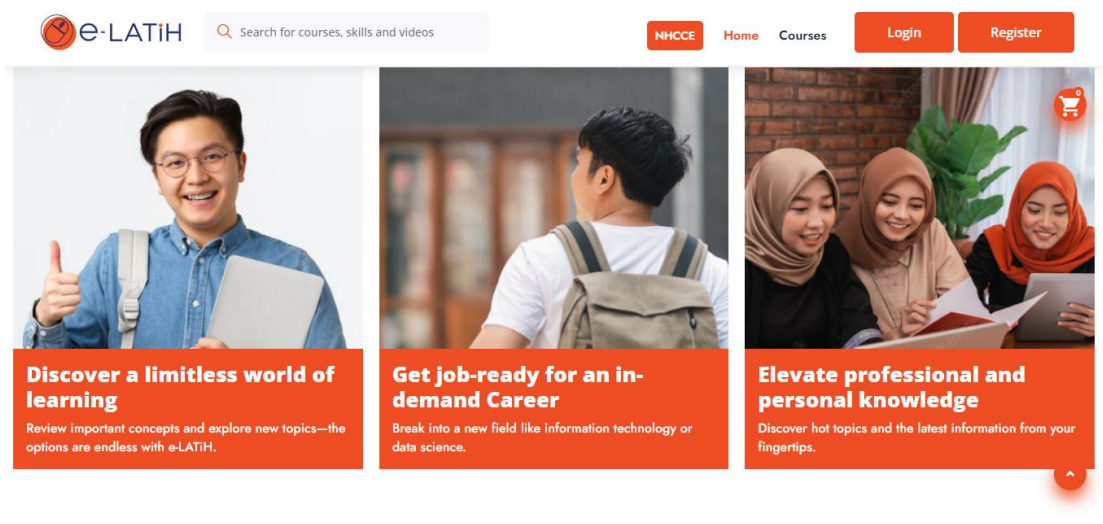 e-LATiH
Search for courses, skills and videos
NHCCE
Home
Courses
Login
Register
0
Discover a limitless world of
learning
Review important concepts and explore new topics—the
options are endless with e-LATiH.
Get job-ready for an in-
demand Career
Break into a new field like information technology or
data science.
Elevate professional and
personal knowledge
Discover hot topics and the latest information from your
fingertips.